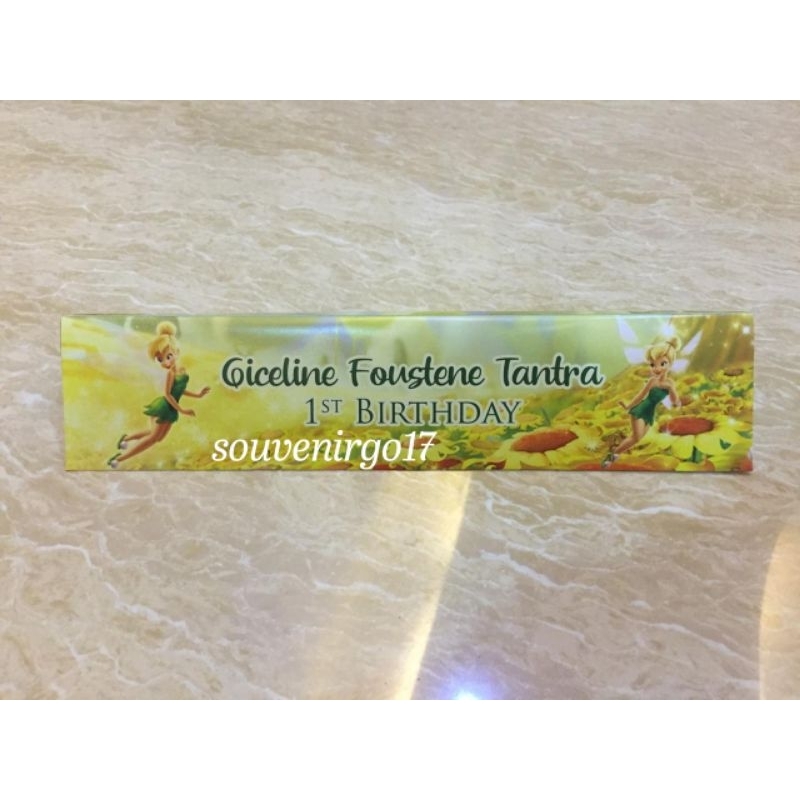 Giceline Foustene Tantra
1ST BIRTHDAY
souvenirgo17